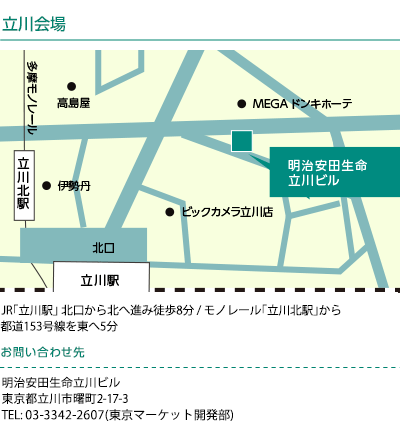 立川会場
多摩モノレール
高島屋
MEGAドンキホーテ
明治安田生命
立川ビル
立川北駅
伊勢丹
ビックカメラ立川店
北口
立川駅
JR「立川駅」 北口から北へ進み徒歩8分 / モノレール「立川北駅」から
都道153号線を東へ5分
お問い合わせ先
明治安田生命立川ビル
東京都立川市曙町2-17-3
TEL: 03-3342-2607(東京マーケット開発部)